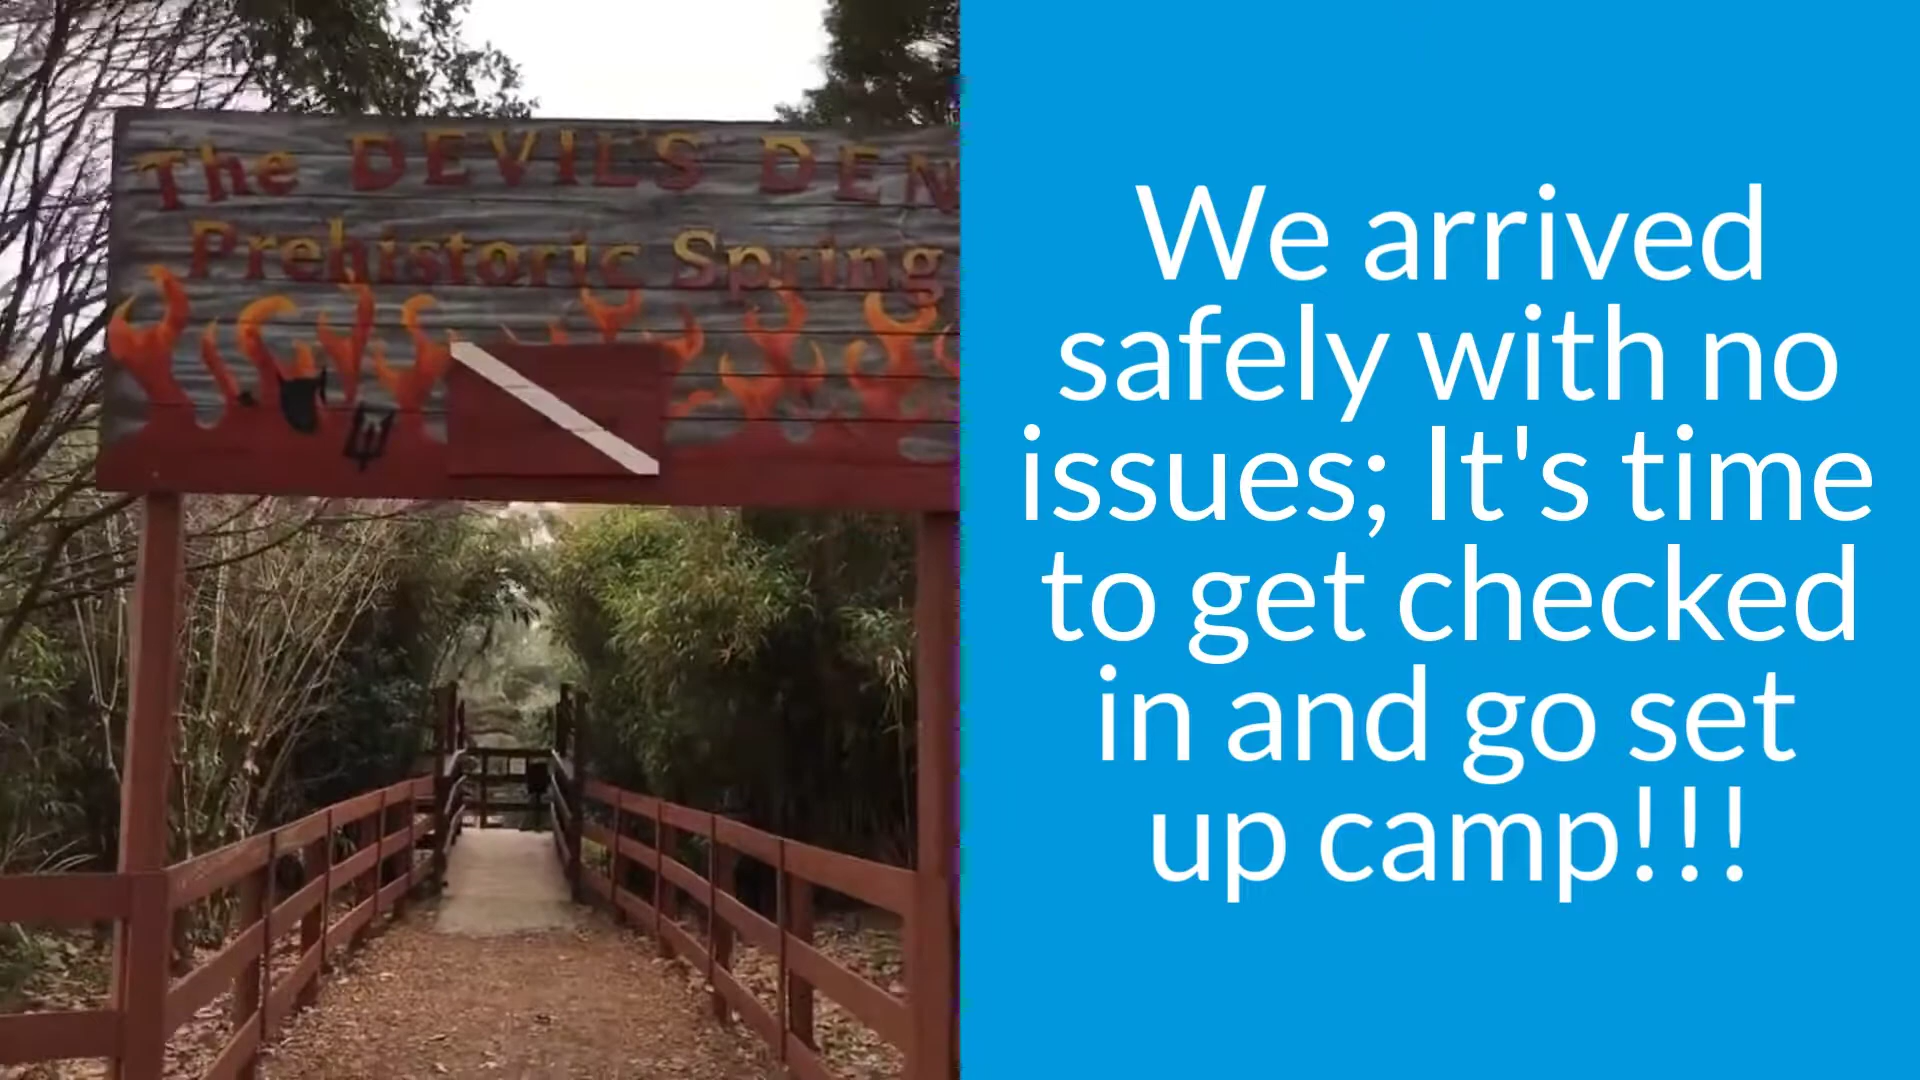 The DEVIL'S DEN
Prehistoric Spring
We arrived
safely with no
issues; It's time
to get checked
in and go set
up camp!!!